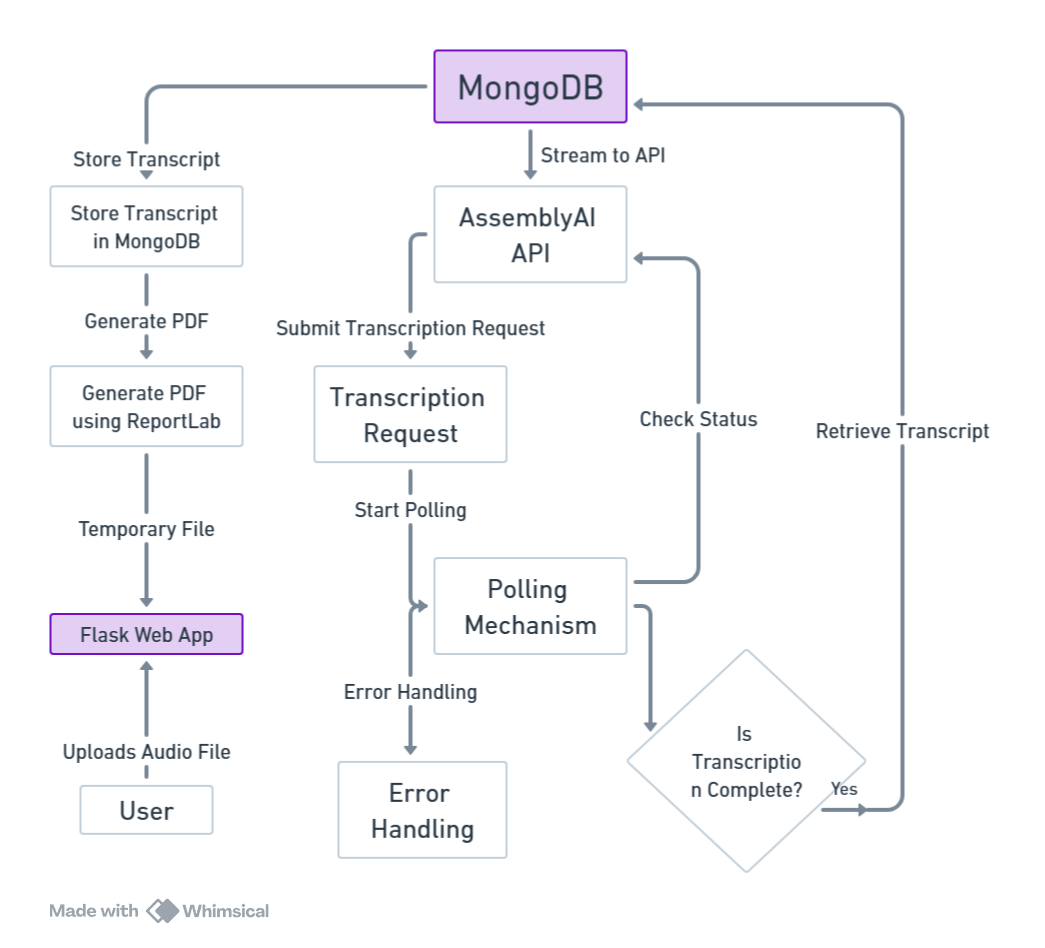 MongoDB
Store Transcript
Stream to API
Store Transcript
in MongoDB
AssemblyAI
API
Generate PDF
Submit Transcription Request
Generate PDF
using ReportLab
Transcription
Request
Check Status
Retrieve Transcript
Start Polling
Temporary File
Polling
Mechanism
Flask Web App
Error Handling
Uploads Audio File
Is
Transcriptio
n Complete?
Yes
User
Error
Handling
Made with Whimsical